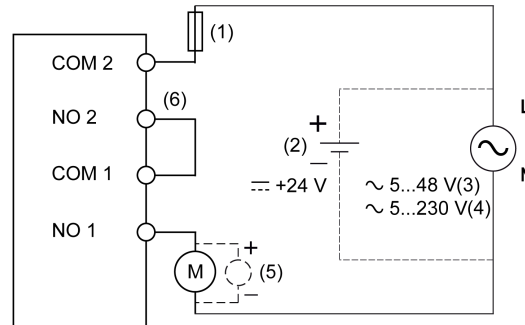 (1)
COM 2
(6)
NO 2
L
+
(2)
–
COM 1
⎓ +24 V
∼ 5...48 V(3)
∼ 5...230 V(4)
NO 1
+
M
(5)
–